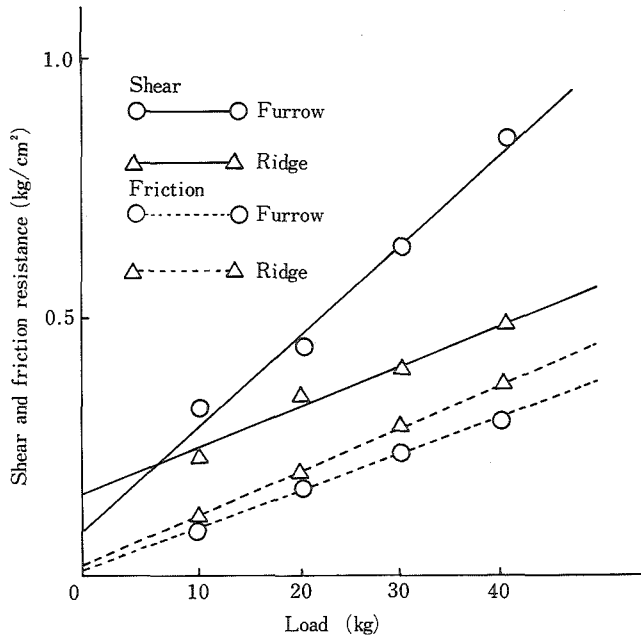 1.0
Shear
Furrow
Ridge
Friction
Furrow
Ridge
0.5
Shear and friction resistance (kg/cm²)
0 10 20 30 40
Load (kg)